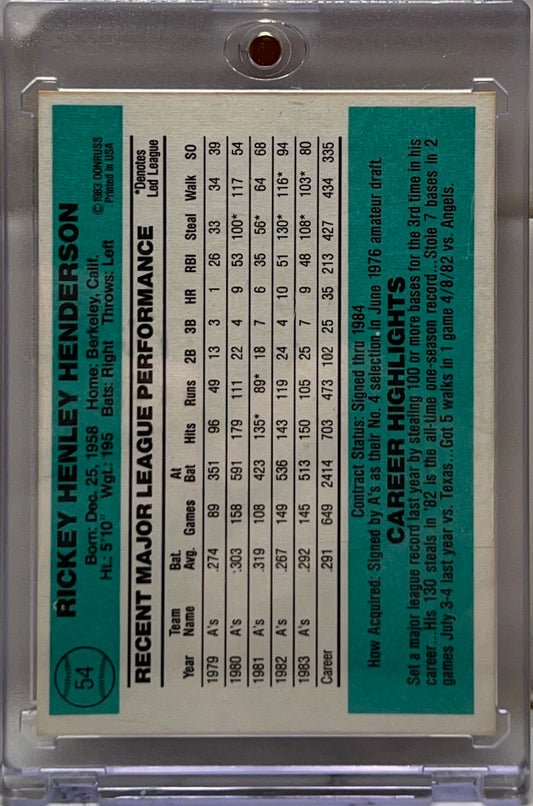 54
RICKEY HENLEY HENDERSON
Born: Dec. 25, 1958 Home: Berkeley, Calif.
Ht.: 5'10" Wgt.: 195 Bats: Right Throws: Left
© 1983 DONRUSS
Printed in USA
RECENT MAJOR LEAGUE PERFORMANCE
*Denotes
Led League
Year Team Name Bat. Avg. Games At Bat Hits Runs 2B 3B HR RBI Steal Walk SO
1979 A's .274 89 351 96 49 13 3 1 26 33 34 39
1980 A's .303 158 591 179 111 22 4 9 53 100* 117 54
1981 A's .319 108 423 135* 89* 18 7 6 35 56* 64 68
1982 A's .267 149 536 143 119 24 4 10 51 130* 116* 94
1983 A's .292 145 513 150 105 25 7 9 48 108* 103* 80
Career .291 649 2414 703 473 102 25 35 213 427 434 335
Contract Status: Signed thru 1984
How Acquired: Signed by A's as their No. 4 selection in June 1976 amateur draft.
CAREER HIGHLIGHTS
Set a major league record last year by stealing 100 or more bases for the 3rd time in his
career...His 130 steals in '82 is the all-time one-season record...Stole 7 bases in 2
games July 3-4 last year vs. Texas...Got 5 walks in 1 game 4/8/82 vs. Angels.